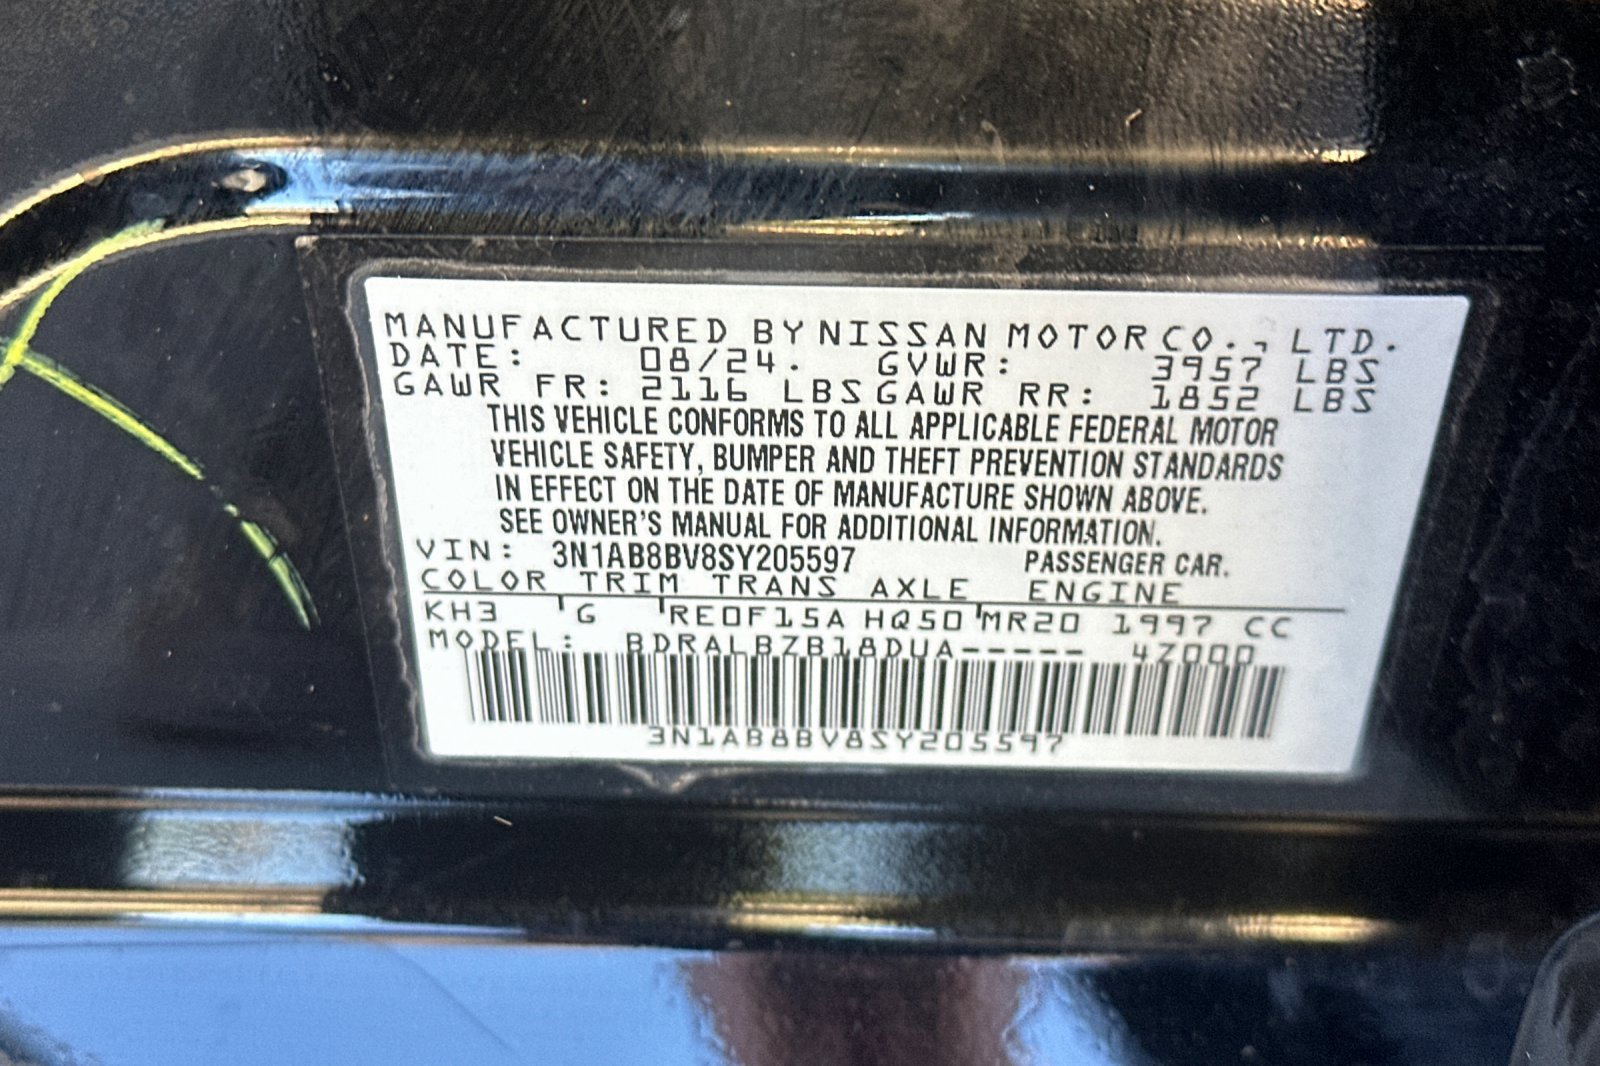 MANUFACTURED BY NISSAN MOTOR CO., LTD.
DATE: 08/24. GVWR: 3957 LBS
GAWR FR: 2116 LBS GAWR RR: 1852 LBS
THIS VEHICLE CONFORMS TO ALL APPLICABLE FEDERAL MOTOR
VEHICLE SAFETY, BUMPER AND THEFT PREVENTION STANDARDS
IN EFFECT ON THE DATE OF MANUFACTURE SHOWN ABOVE.
SEE OWNER'S MANUAL FOR ADDITIONAL INFORMATION.
VIN: 3N1AB8BV8SY205597 PASSENGER CAR.
COLOR TRIM TRANS AXLE ENGINE
KH3 G RE0F15A HQ50 MR20 1997 CC
MODEL: BDRALBZB18DUA----- 4Z000
3N1AB8BV8SY205597